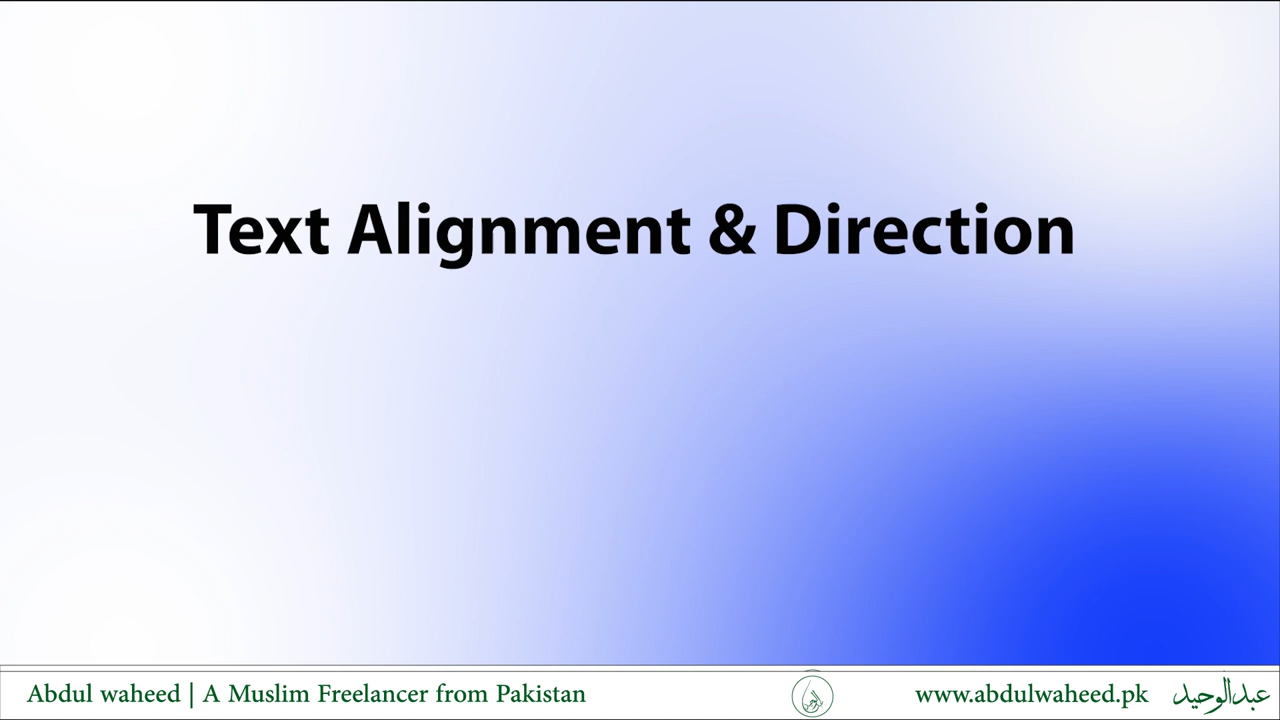 Text Alignment & Direction
Abdul waheed | A Muslim Freelancer from Pakistan
www.abdulwaheed.pk
عبدالوحید